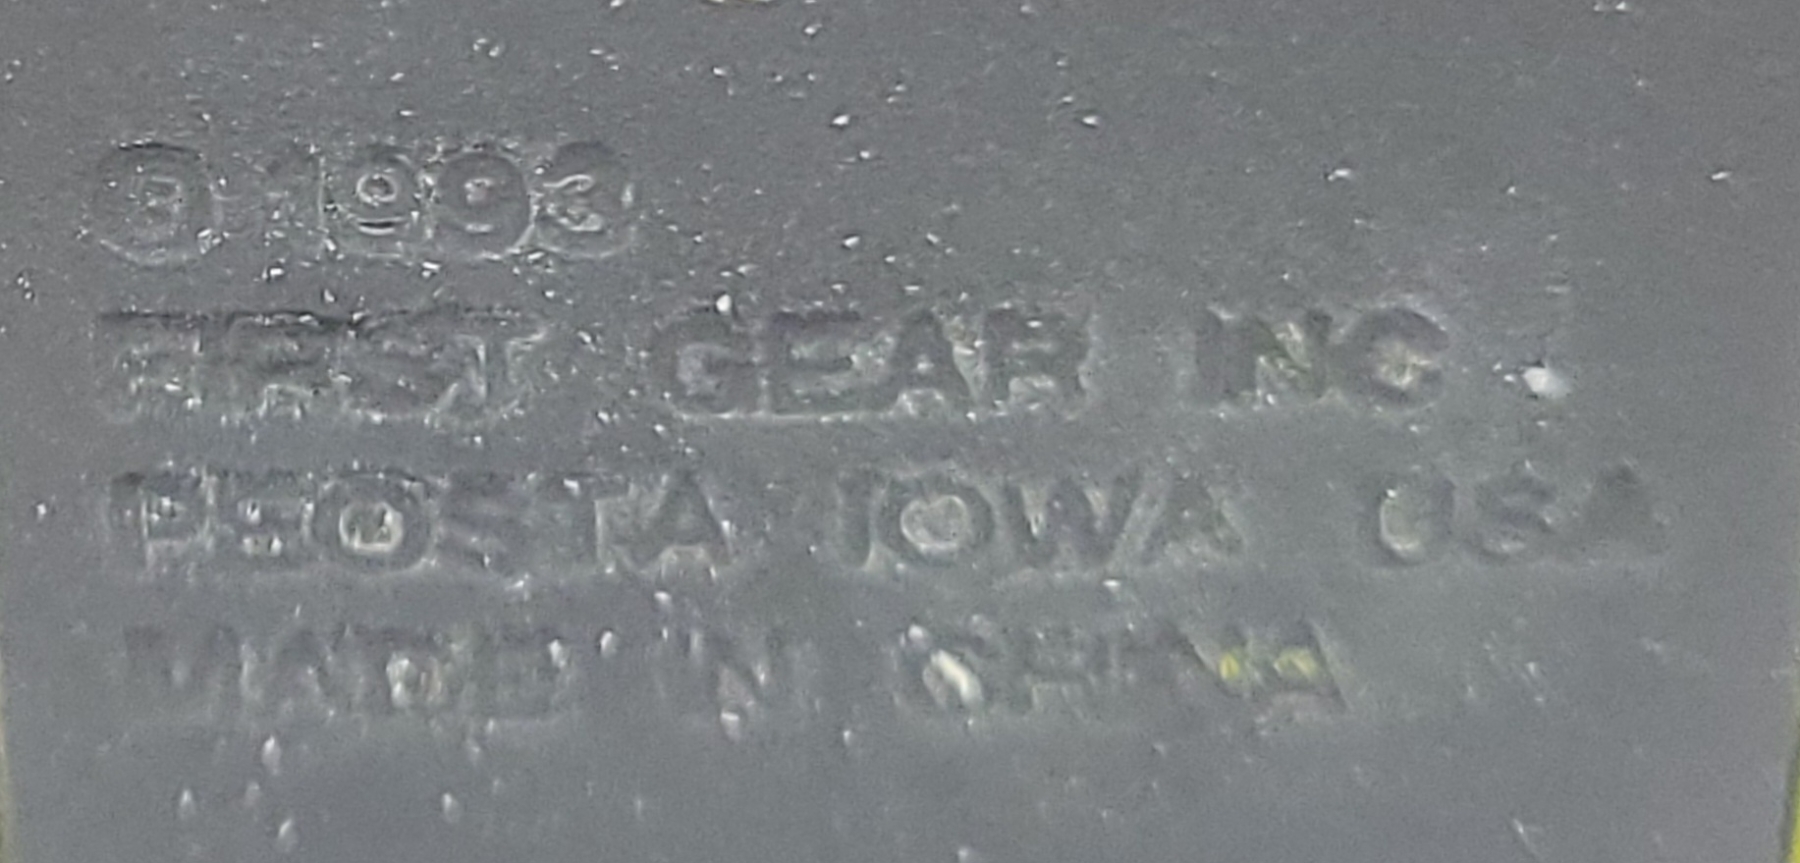 © 1993
FIRST GEAR INC.
PEOSTA IOWA USA
MADE IN CHINA